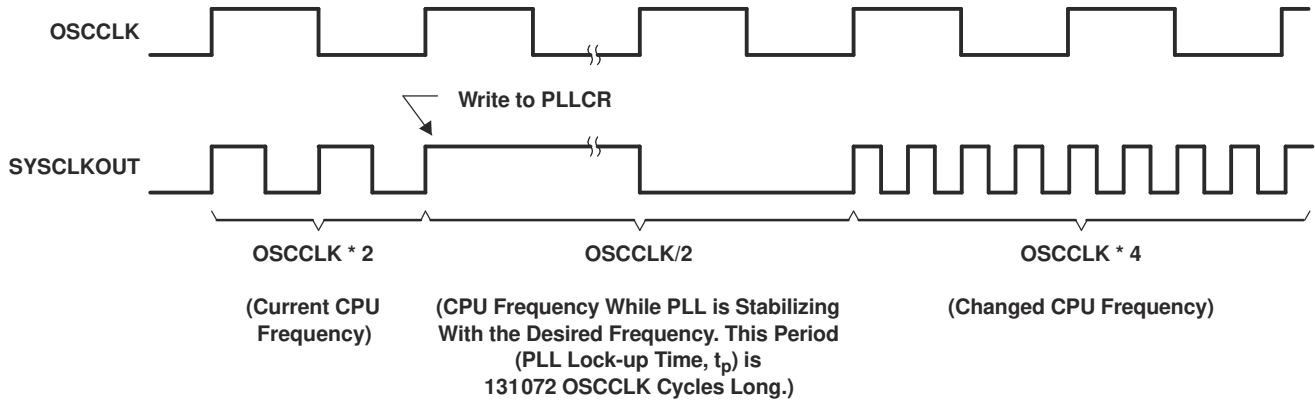 OSCCLK
Write to PLLCR
SYSCLKOUT
OSCCLK * 2
(Current CPU
Frequency)
OSCCLK/2
(CPU Frequency While PLL is Stabilizing
With the Desired Frequency. This Period
(PLL Lock-up Time, tp) is
131072 OSCCLK Cycles Long.)
OSCCLK * 4
(Changed CPU Frequency)